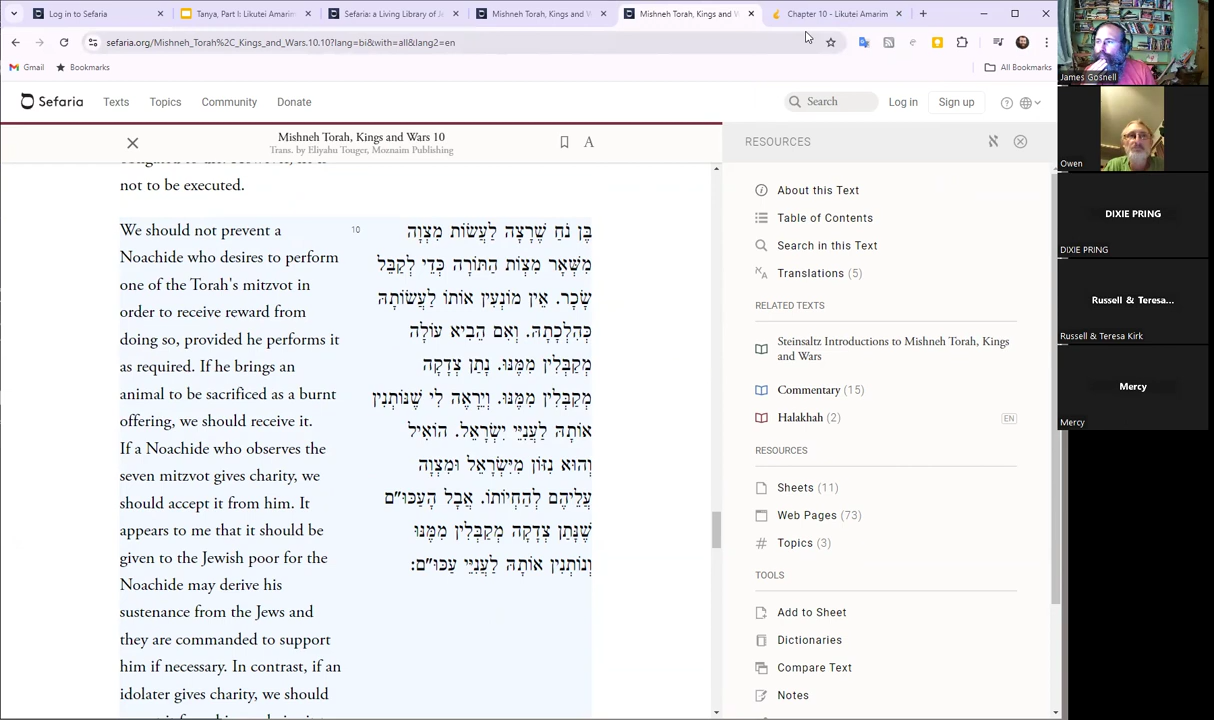 Log in to Sefaria
Tanya, Part I; Likutei Amarim
Sefaria: a Living Library of Je
Mishneh Torah, Kings and W
Mishneh Torah, Kings and W
Chapter 10 - Likutei Amarim
sefaria.org/Mishneh_Torah%2C_Kings_and_Wars.10.10?lang=bi&with=all&lang2=en
Gmail
Bookmarks
All Bookmarks
Sefaria
Texts
Topics
Community
Donate
Search
Log in
Sign up
Mishneh Torah, Kings and Wars 10
Trans. by Eliyahu Touger, Moznaim Publishing
A
not to be executed.
We should not prevent a
Noachide who desires to perform
one of the Torah's mitzvot in
order to receive reward from
doing so, provided he performs it
as required. If he brings an
animal to be sacrificed as a burnt
offering, we should receive it.
If a Noachide who observes the
seven mitzvot gives charity, we
should accept it from him. It
appears to me that it should be
given to the Jewish poor for the
Noachide may derive his
sustenance from the Jews and
they are commanded to support
him if necessary. In contrast, if an
idolater gives charity, we should
10
בֶּן נֹחַ שֶׁרָצָה לַעֲשׂוֹת מִצְוָה
מִשְּׁאָר מִצְוֹת הַתּוֹרָה כְּדֵי לְקַבֵּל
שָׂכָר. אֵין מוֹנְעִין אוֹתוֹ לַעֲשׂוֹתָהּ
כְּהִלְכָתָהּ. וְאִם הֵבִיא עוֹלָה
מְקַבְּלִין מִמֶּנּוּ. נָתַן צְדָקָה
מְקַבְּלִין מִמֶּנּוּ. וְיֵרָאֶה לִי שֶׁנּוֹתְנִין
אוֹתָהּ לַעֲנִיֵּי יִשְׂרָאֵל. הוֹאִיל
וְהוּא נִזּוֹן מִיִּשְׂרָאֵל וּמִצְוָה
עֲלֵיהֶם לְהַחֲיוֹתוֹ. אֲבָל הָעַכּוּ"ם
שֶׁנָּתַן צְדָקָה מְקַבְּלִין מִמֶּנּוּ
וְנוֹתְנִין אוֹתָהּ לַעֲנִיֵּי עַכּוּ"ם:
RESOURCES
א
About this Text
Table of Contents
Search in this Text
Translations (5)
RELATED TEXTS
Steinsaltz Introductions to Mishneh Torah, Kings
and Wars
Commentary (15)
Halakhah (2)
EN
RESOURCES
Sheets (11)
Web Pages (73)
Topics (3)
TOOLS
Add to Sheet
Dictionaries
Compare Text
Notes
James Gosnell
Owen
DIXIE PRING
DIXIE PRING
Russell & Teresa...
Russell & Teresa Kirk
Mercy
Mercy